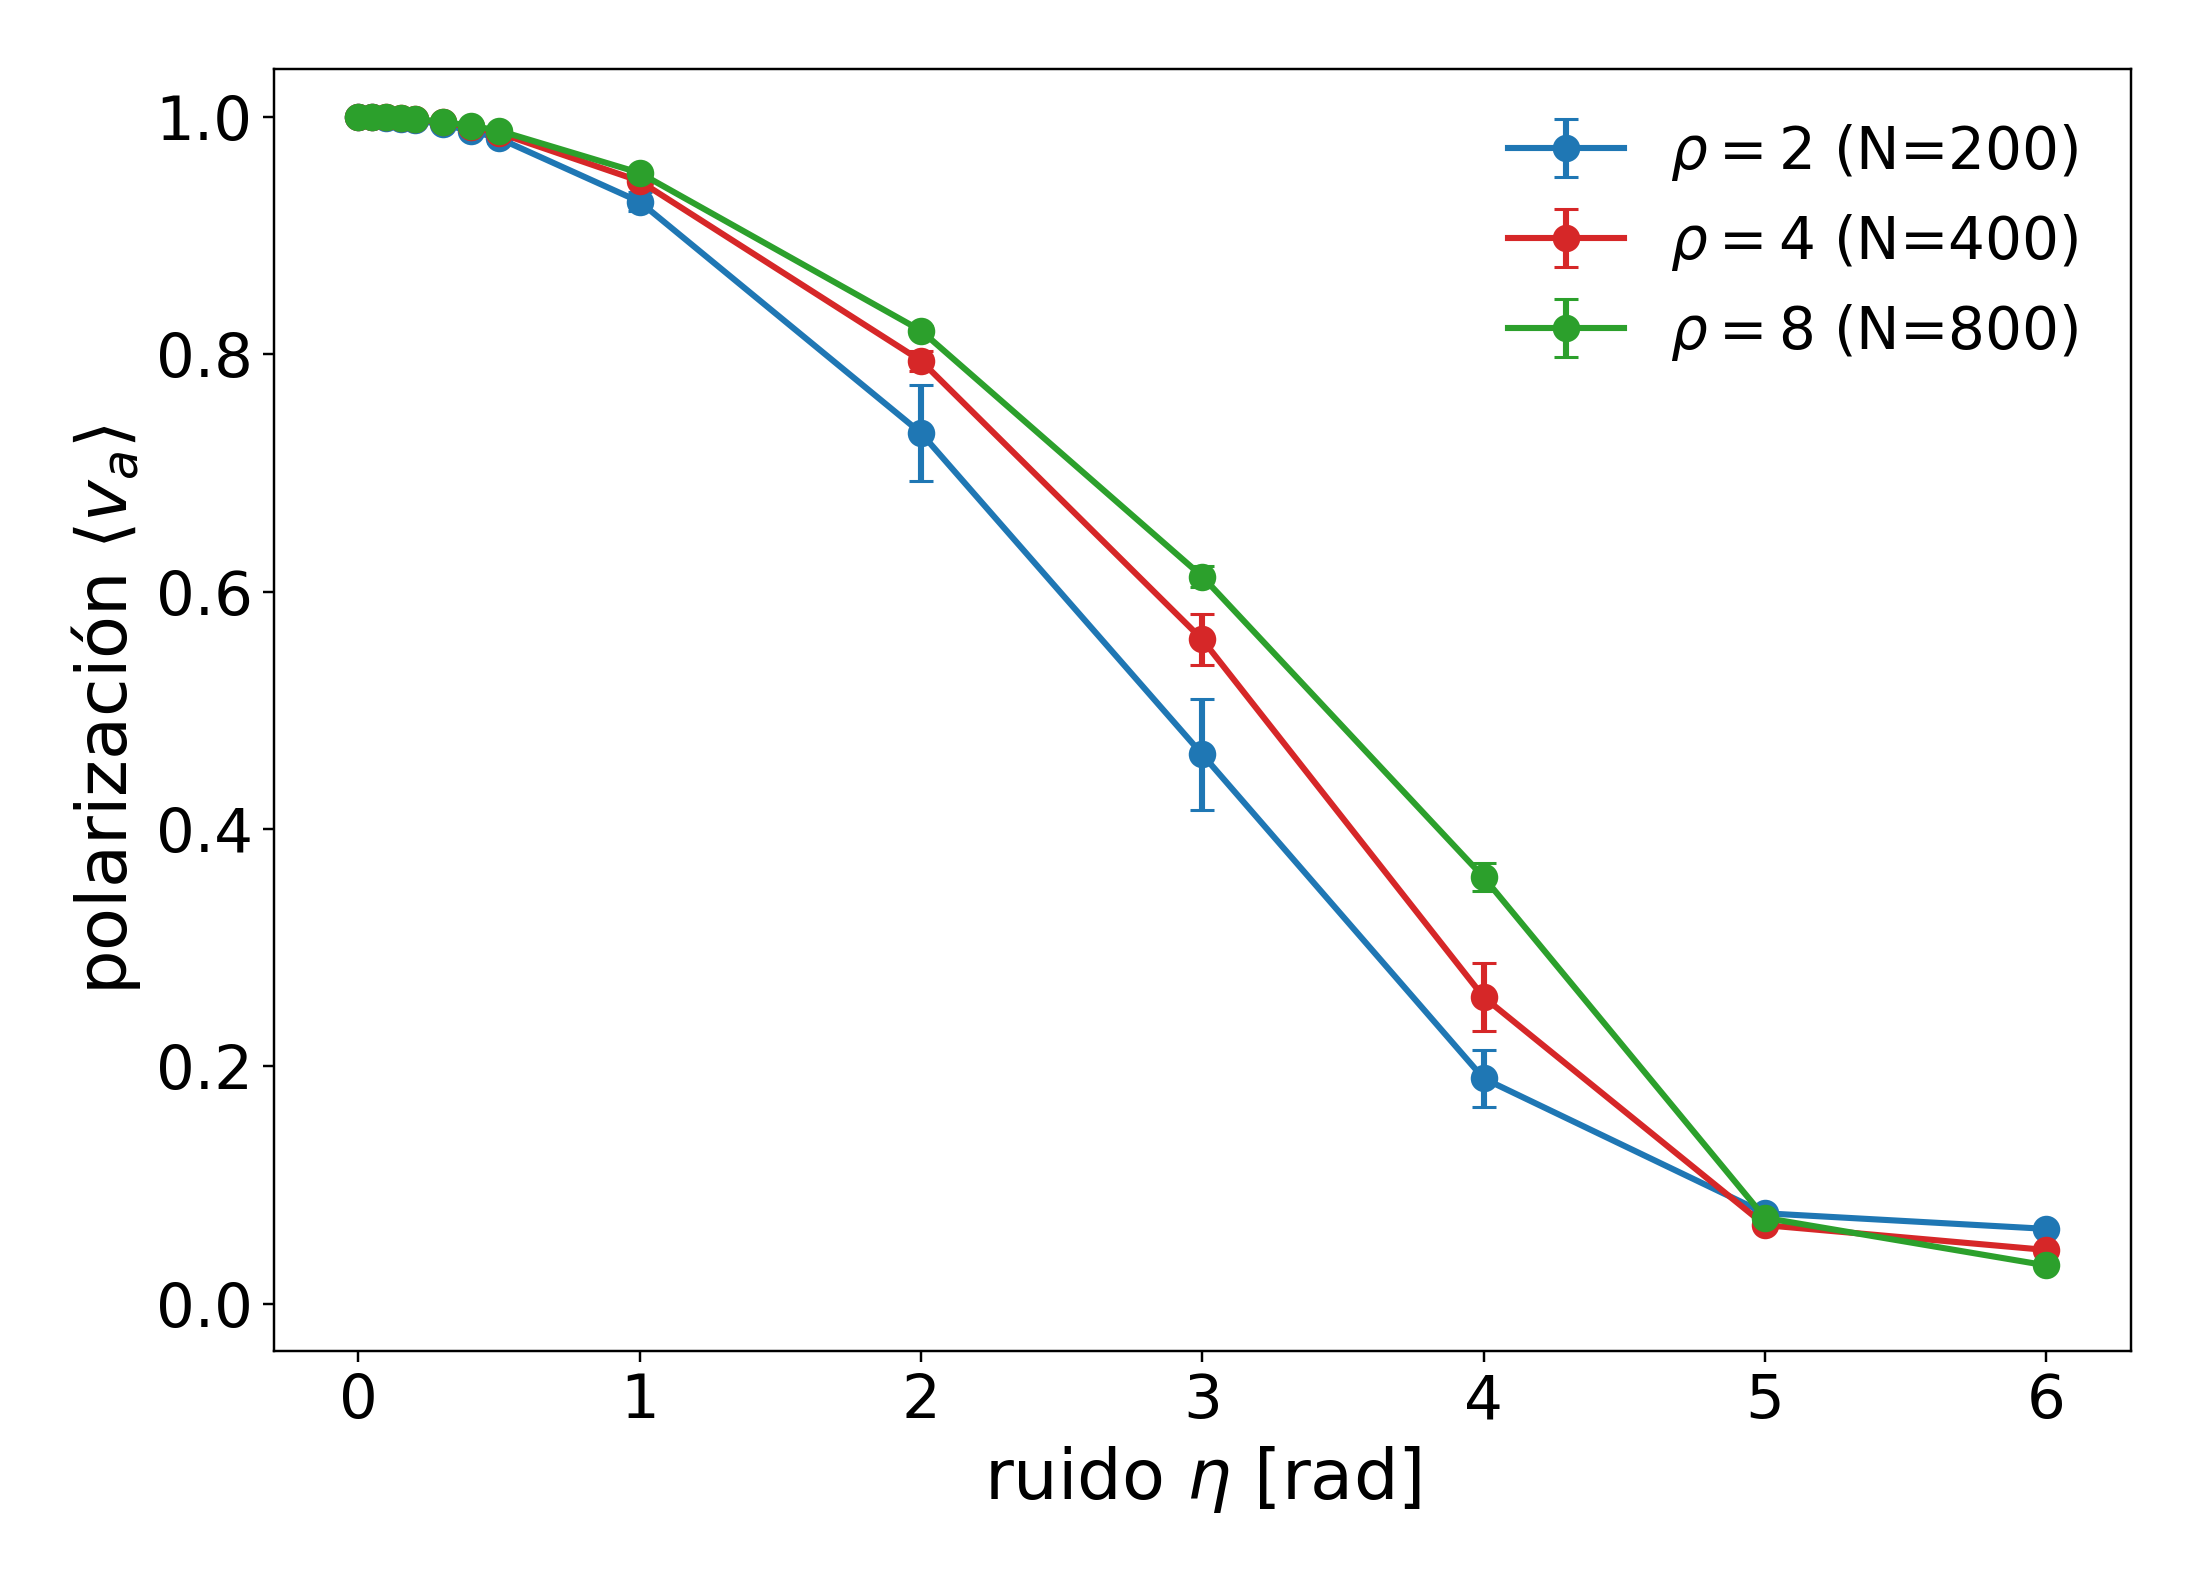 ρ = 2 (N=200)
ρ = 4 (N=400)
ρ = 8 (N=800)
polarización ⟨vₐ⟩
1.0
0.8
0.6
0.4
0.2
0.0
0 1 2 3 4 5 6
ruido η [rad]